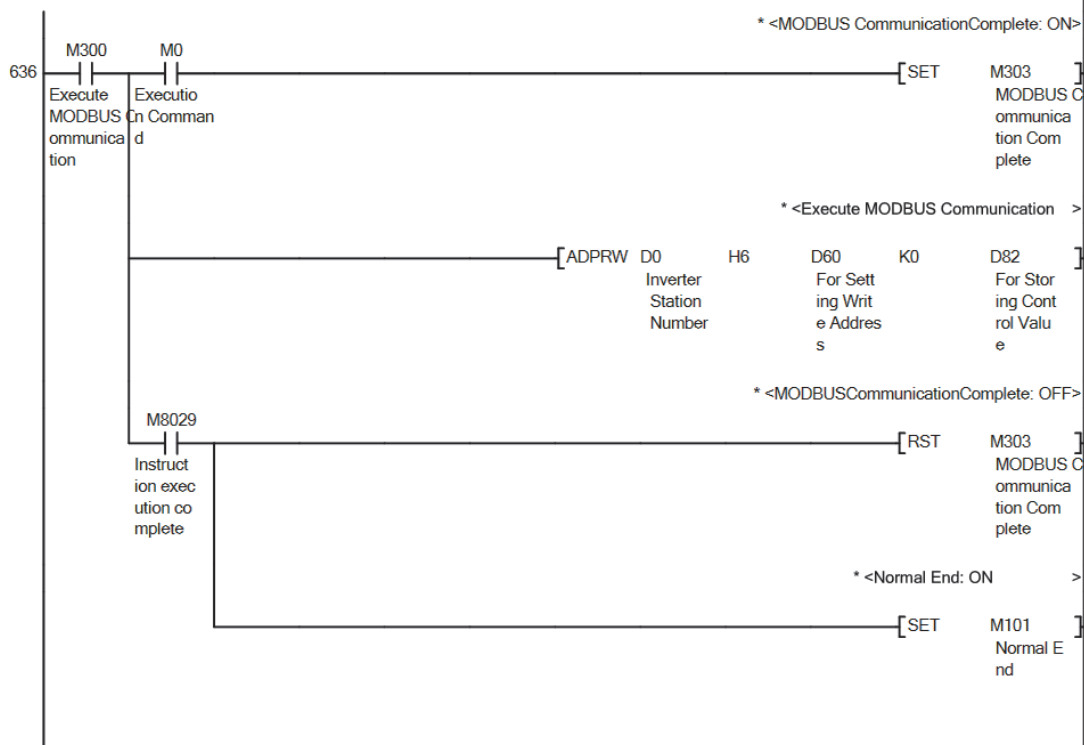 * <MODBUS CommunicationComplete: ON>
M300 M0
636 [SET M303 ]
Execute Executio MODBUS C
MODBUS C n Comman ommunica
ommunica d tion Com
tion plete
* <Execute MODBUS Communication >
[ADPRW D0 H6 D60 K0 D82 ]
Inverter For Sett For Stor
Station ing Writ ing Cont
Number e Addres rol Valu
s e
* <MODBUSCommunicationComplete: OFF>
M8029
[RST M303 ]
Instruct MODBUS C
ion exec ommunica
ution co tion Com
mplete plete
* <Normal End: ON >
[SET M101 ]
Normal E
nd